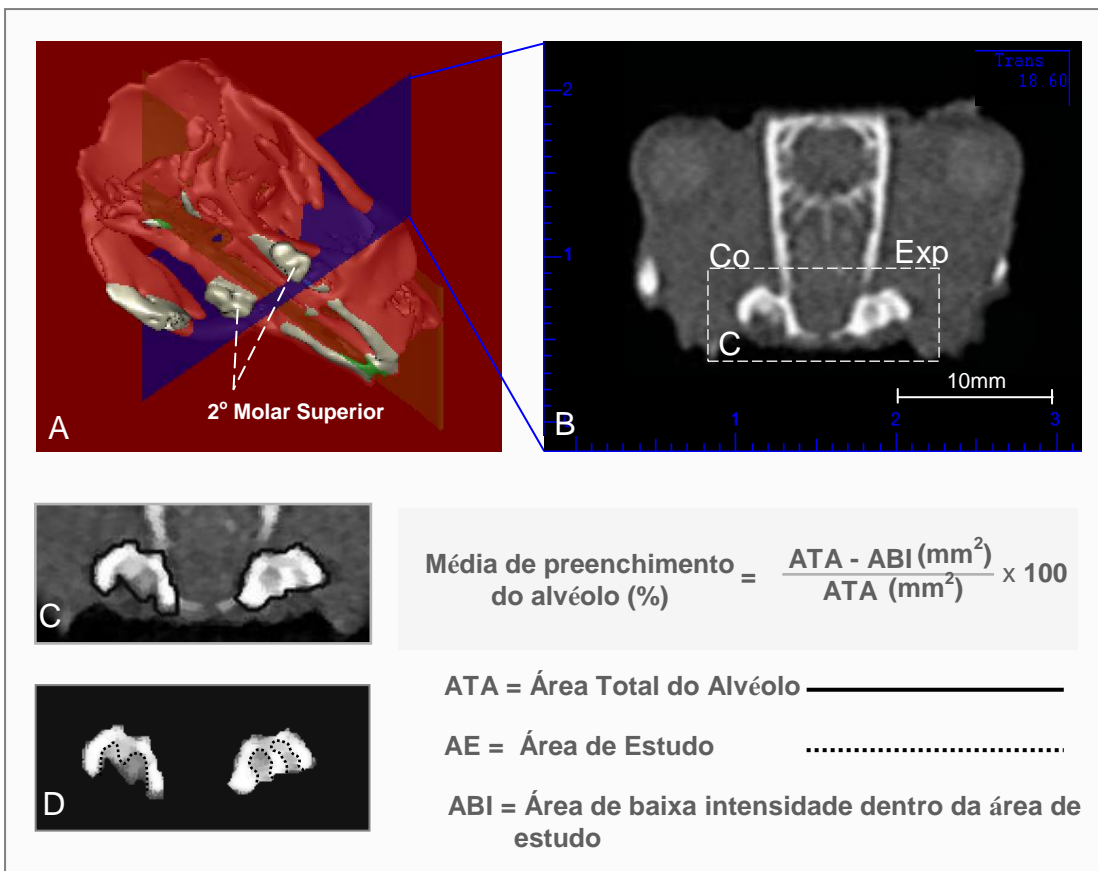 Trans
18.60
2
1
Co
Exp
C
10mm
1
2
3
2º Molar Superior
A
B
C
Média de preenchimento
do alvéolo (%)
=
ATA - ABI (mm²)
ATA (mm²)
x 100
D
ATA = Área Total do Alvéolo
AE = Área de Estudo
ABI = Área de baixa intensidade dentro da área de
estudo